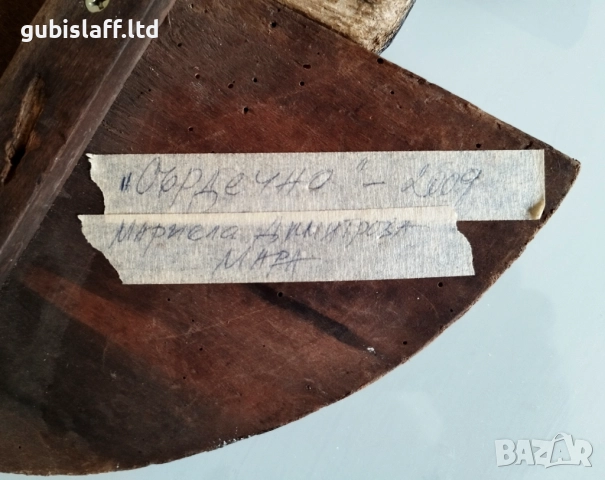 gubislaff.ltd
"Сърдечно" - 2009
Мариела Димитрова
МАРА
BAZAR